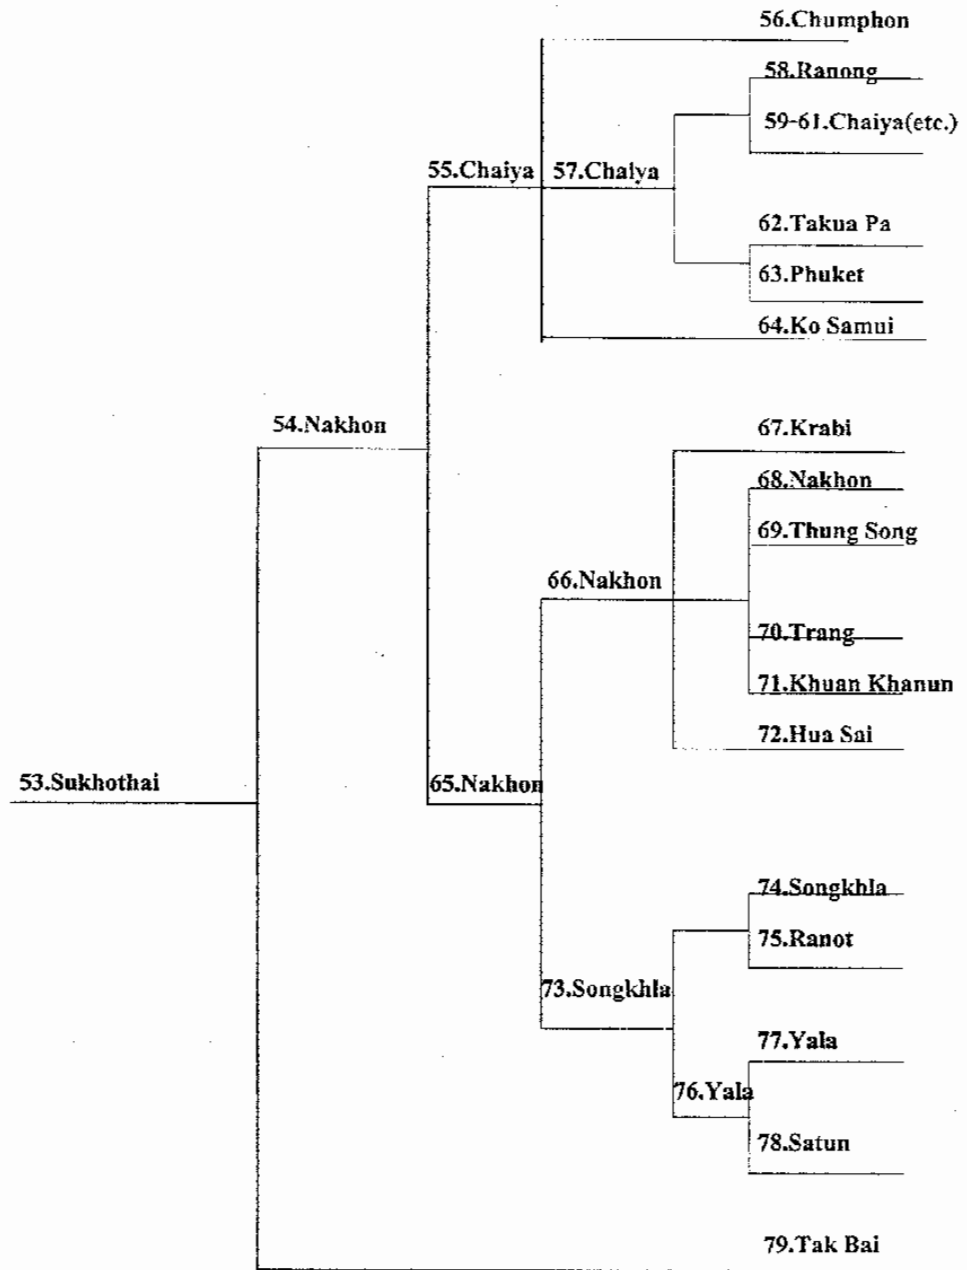 56.Chumphon
58.Ranong
59-61.Chaiya(etc.)
55.Chaiya
57.Chaiya
62.Takua Pa
63.Phuket
64.Ko Samui
54.Nakhon
67.Krabi
68.Nakhon
69.Thung Song
66.Nakhon
70.Trang
71.Khuan Khanun
72.Hua Sai
53.Sukhothai
65.Nakhon
74.Songkhla
75.Ranot
73.Songkhla
77.Yala
76.Yala
78.Satun
79.Tak Bai